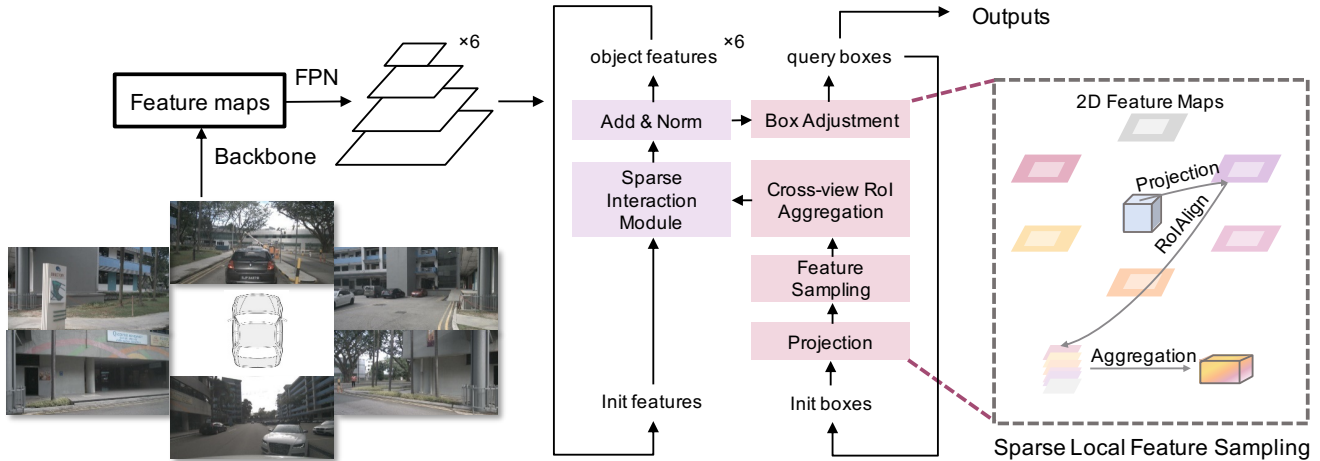 Outputs
×6
object features
×6
query boxes
FPN
Feature maps
Backbone
Add & Norm
Box Adjustment
Sparse
Interaction
Module
Cross-view RoI
Aggregation
Feature
Sampling
Projection
Init features
Init boxes
2D Feature Maps
Projection
RoIAlign
Aggregation
Sparse Local Feature Sampling